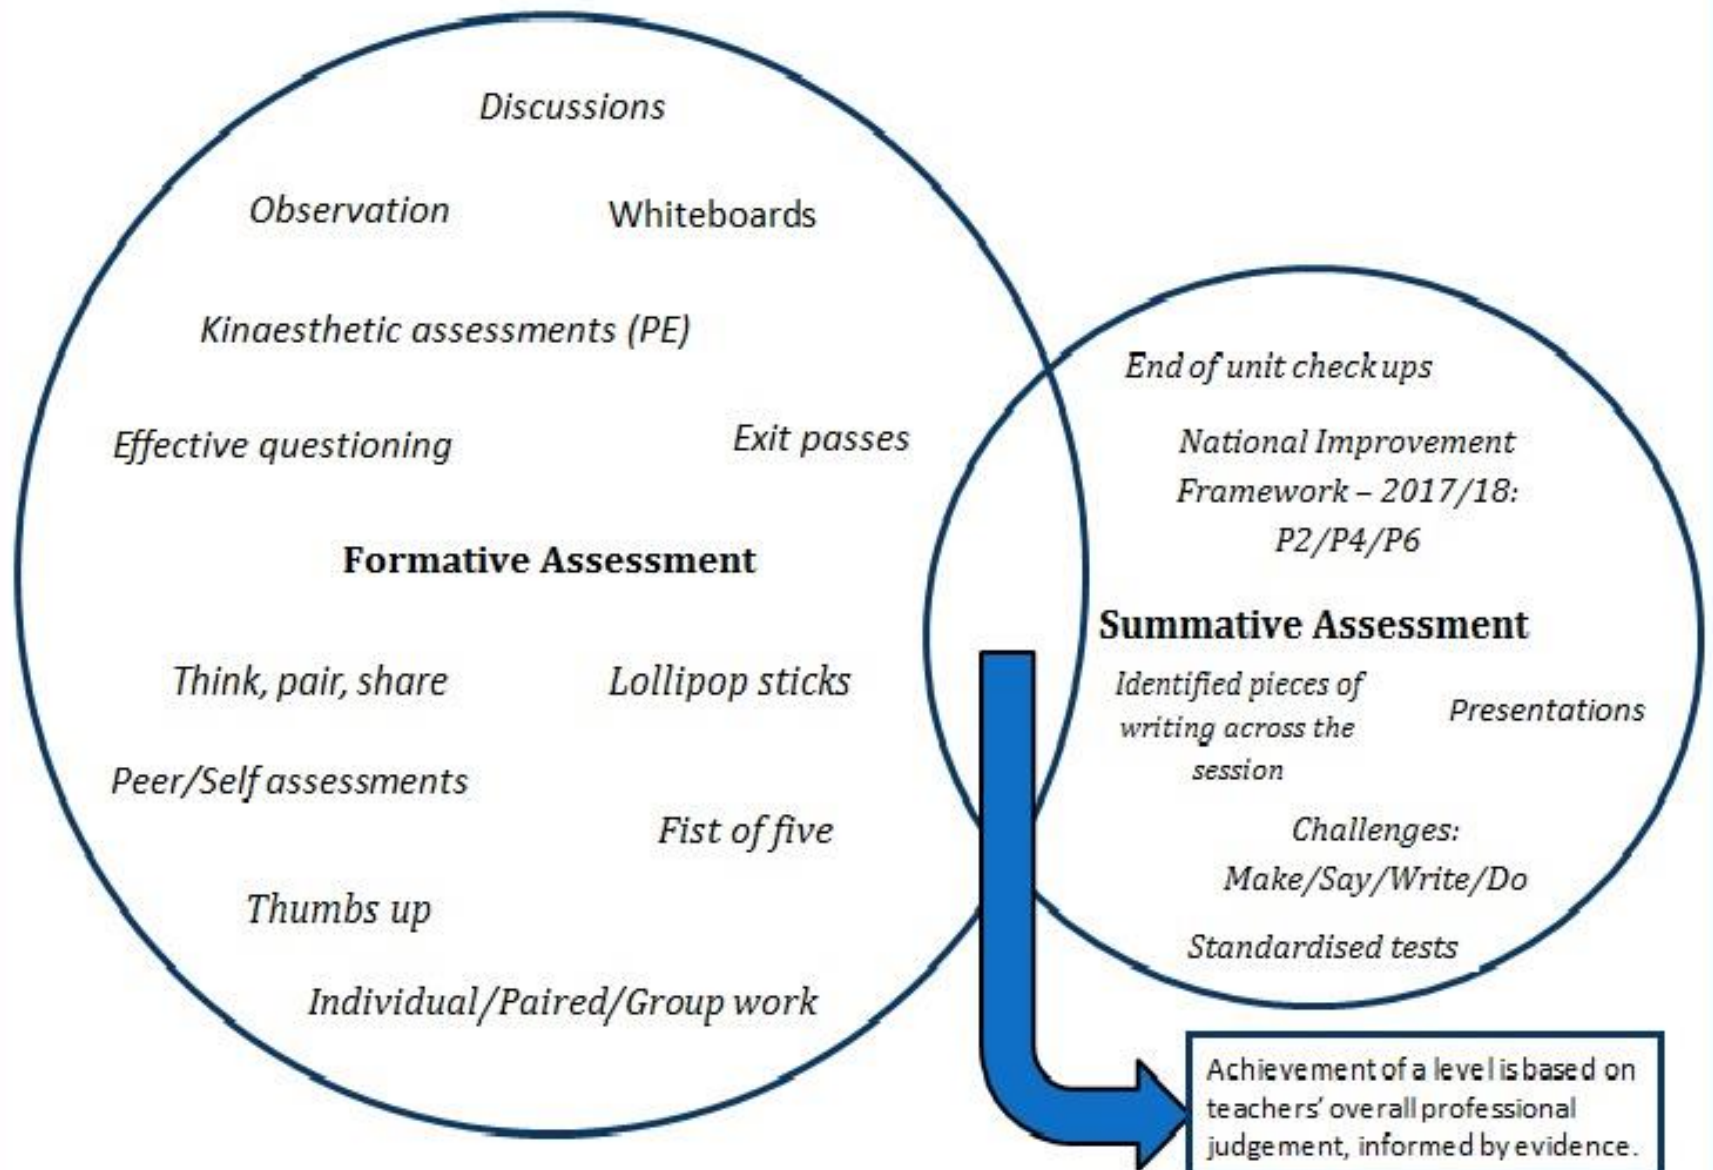 Discussions
Observation
Whiteboards
Kinaesthetic assessments (PE)
Effective questioning
Exit passes
Formative Assessment
Think, pair, share
Lollipop sticks
Peer/Self assessments
Fist of five
Thumbs up
Individual/Paired/Group work
End of unit check ups
National Improvement
Framework – 2017/18:
P2/P4/P6
Summative Assessment
Identified pieces of
writing across the
session
Presentations
Challenges:
Make/Say/Write/Do
Standardised tests
Achievement of a level is based on
teachers’ overall professional
judgement, informed by evidence.